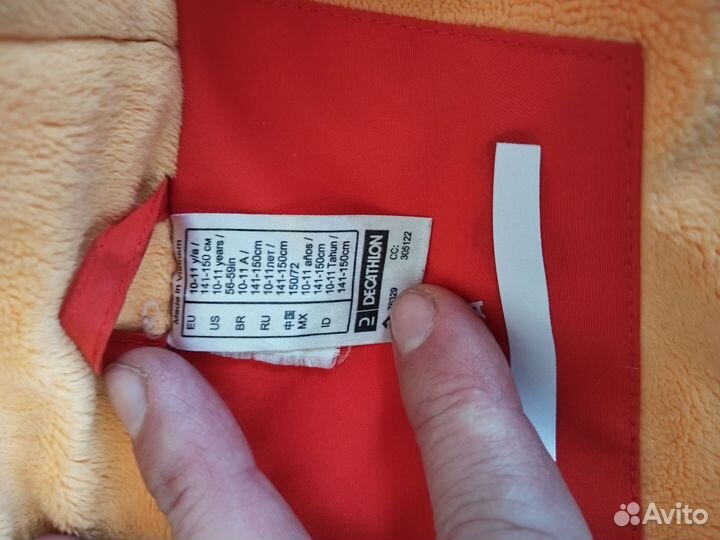 Made in Vietnam
EU 10-11 y/a /
141-150 CM
US 10-11 years /
56-59in
BR 10-11 A /
141-150cm
RU 10-11лет /
141-150cm
中国 150/72
MX 10-11 años /
141-150cm
ID 10-11 Tahun /
141-150cm
DECATHLON
CC:
305122
Avito